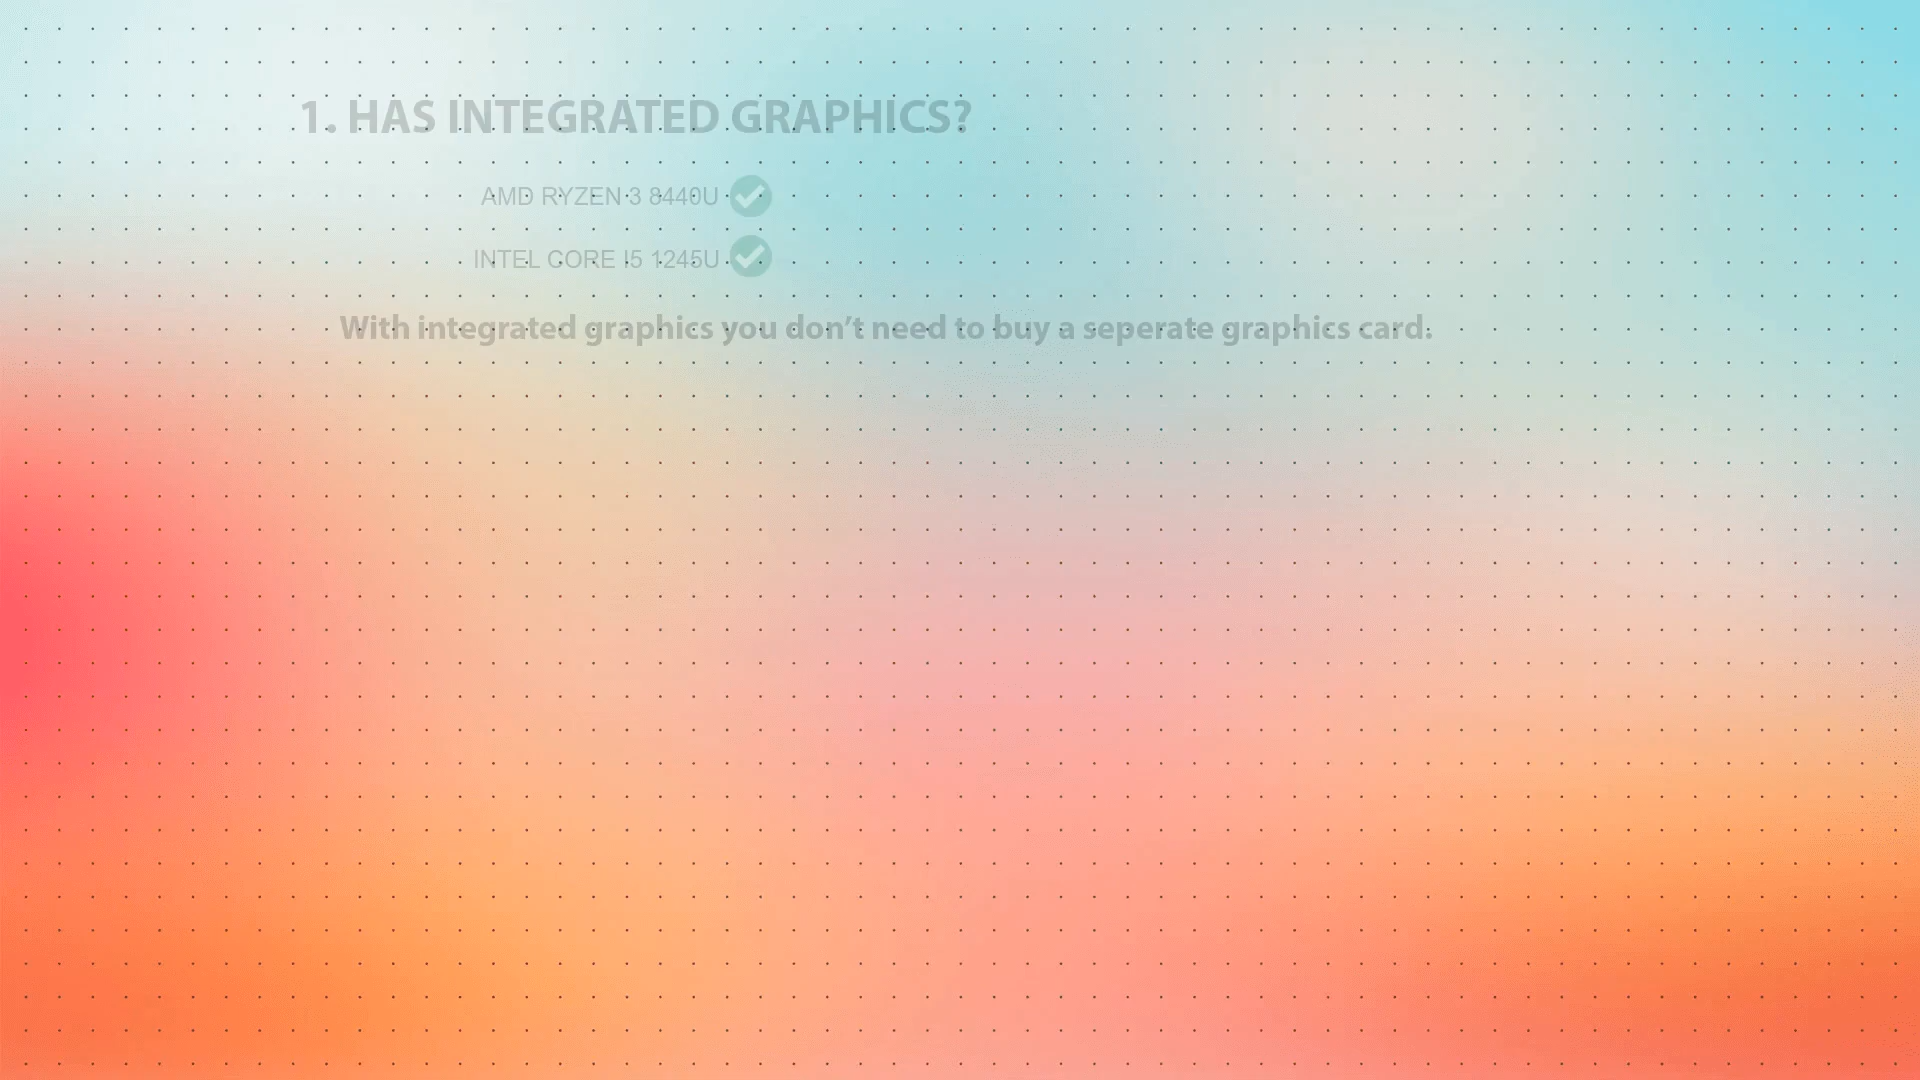 1. HAS INTEGRATED GRAPHICS?
AMD RYZEN 3 8440U
INTEL CORE I5 1245U
With integrated graphics you don’t need to buy a seperate graphics card.